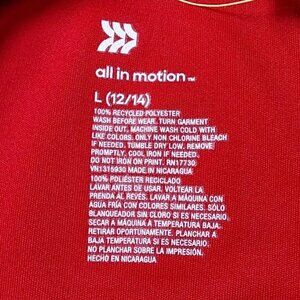 all in motion™
L (12/14)
100% RECYCLED POLYESTER
WASH BEFORE WEAR. TURN GARMENT
INSIDE OUT, MACHINE WASH COLD WITH
LIKE COLORS. ONLY NON CHLORINE BLEACH
IF NEEDED. TUMBLE DRY LOW. REMOVE
PROMPTLY, COOL IRON IF NEEDED.
DO NOT IRON ON PRINT. RN17730
VN1315930 MADE IN NICARAGUA
100% POLIÉSTER RECICLADO
LAVAR ANTES DE USAR. VOLTEAR LA
PRENDA AL REVÉS. LAVAR A MÁQUINA CON
AGUA FRÍA CON COLORES SIMILARES. SÓLO
BLANQUEADOR SIN CLORO SI ES NECESARIO.
SECAR A MÁQUINA A TEMPERATURA BAJA.
RETIRAR OPORTUNAMENTE. PLANCHAR A
BAJA TEMPERATURA SI ES NECESARIO.
NO PLANCHAR SOBRE LA IMPRESIÓN.
HECHO EN NICARAGUA